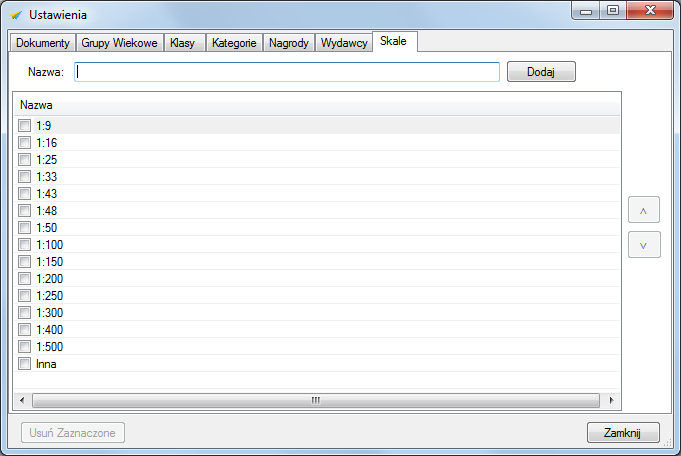 Ustawienia
Dokumenty Grupy Wiekowe Klasy Kategorie Nagrody Wydawcy Skale
Nazwa: Dodaj
Nazwa
1:9
1:16
1:25
1:33
1:43
1:48
1:50
1:100
1:150
1:200
1:250
1:300
1:400
1:500
Inna
Usuń Zaznaczone Zamknij